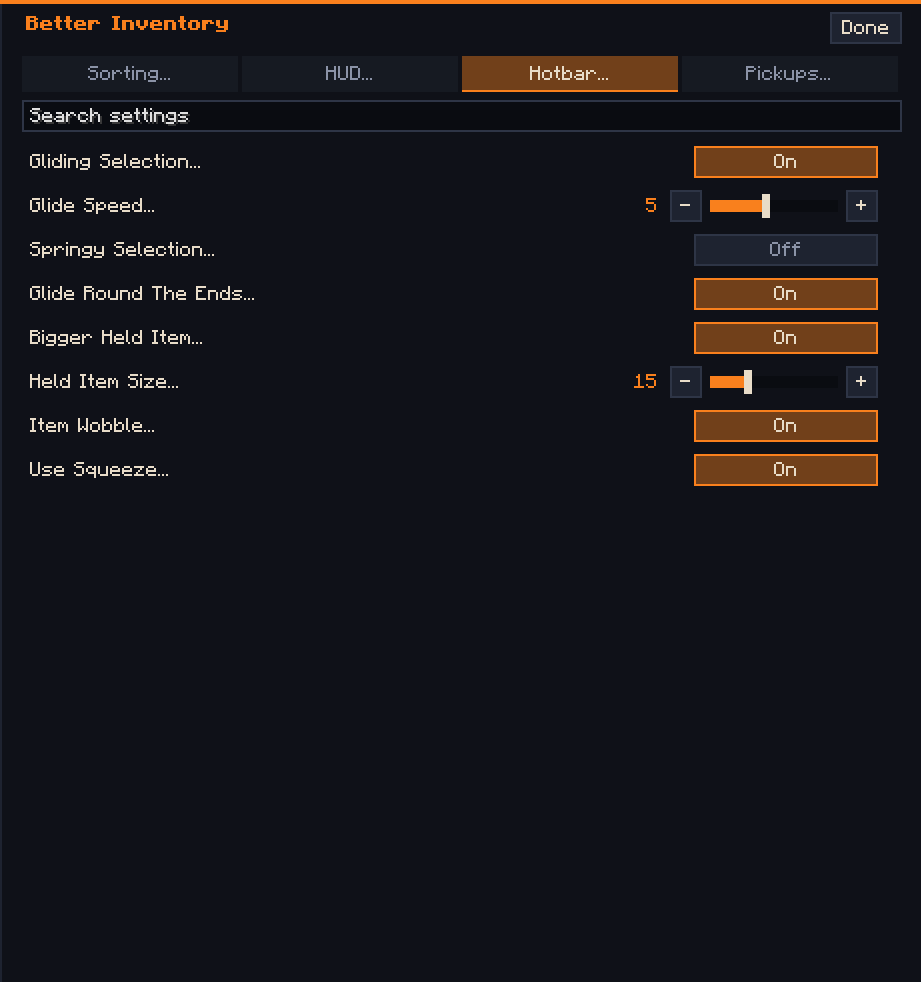 Better Inventory
Done
Sorting... HUD... Hotbar... Pickups...
Search settings
Gliding Selection... On
Glide Speed... 5 - +
Springy Selection... Off
Glide Round The Ends... On
Bigger Held Item... On
Held Item Size... 15 - +
Item Wobble... On
Use Squeeze... On